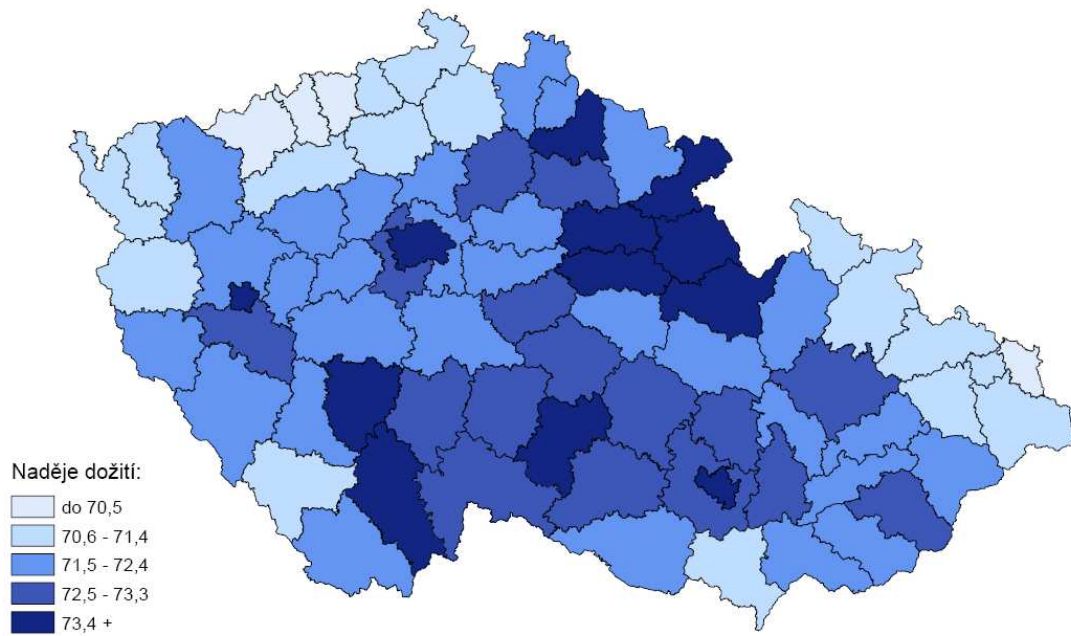 Naděje dožití:
do 70,5
70,6 - 71,4
71,5 - 72,4
72,5 - 73,3
73,4 +